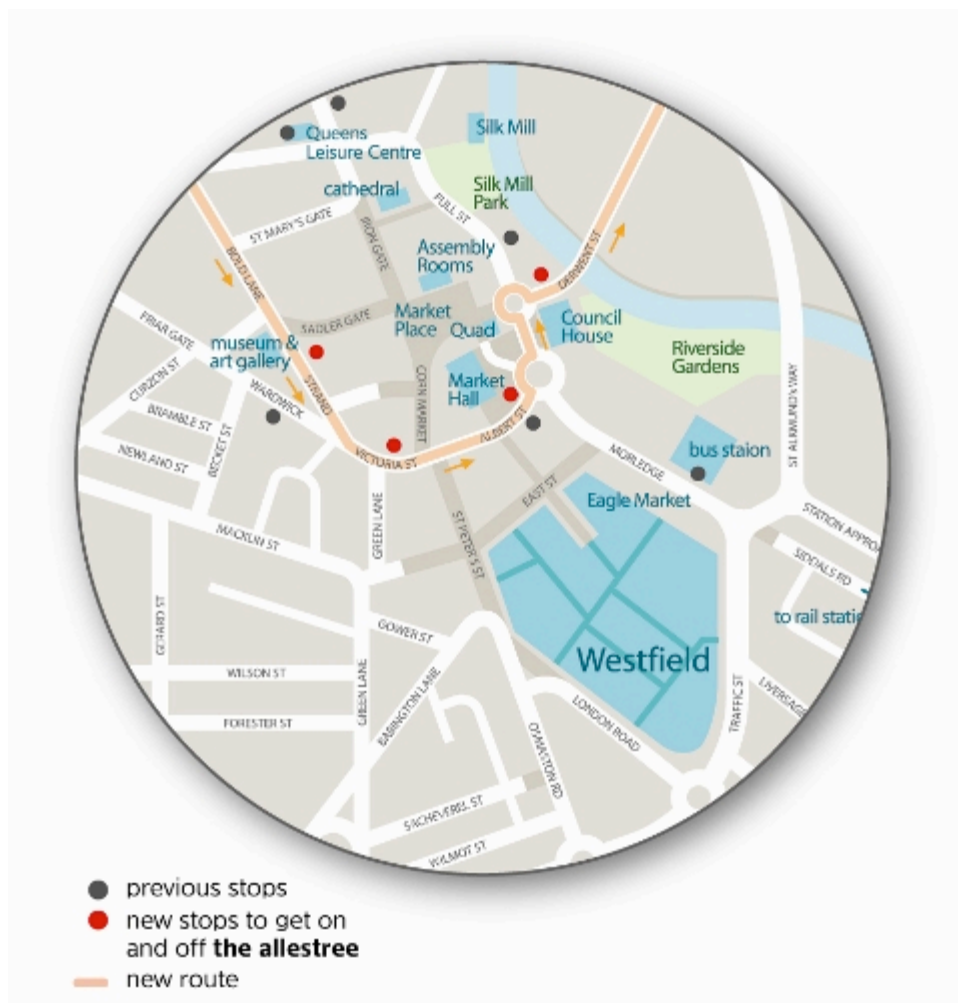 Silk Mill
Queens
Leisure Centre
cathedral
Silk Mill
Park
FULL ST
ST MARY'S GATE
IRON GATE
Assembly
Rooms
BOLD LANE
DERWENT ST
SADLER GATE
Market
Place
Quad
Council
House
FRIAR GATE
museum &
art gallery
Riverside
Gardens
CURZON ST
STRAND
WARDWICK
CORN MARKET
Market
Hall
ST ALKMUND'S WAY
BRAMBLE ST
BECKET ST
ALBERT ST
NEWLAND ST
VICTORIA ST
MORLEDGE
bus staion
EAST ST
Eagle Market
MACKLIN ST
GREEN LANE
ST PETER'S ST
STATION APPRO
SIDDALS RD
GOWER ST
to rail static
Westfield
WILSON ST
GREEN LANE
BABINGTON LANE
LONDON ROAD
TRAFFIC ST
LIVERSAG
FORESTER ST
OSMASTON RD
SACHEVEREL ST
WILMOT ST
previous stops
new stops to get on
and off the allestree
new route